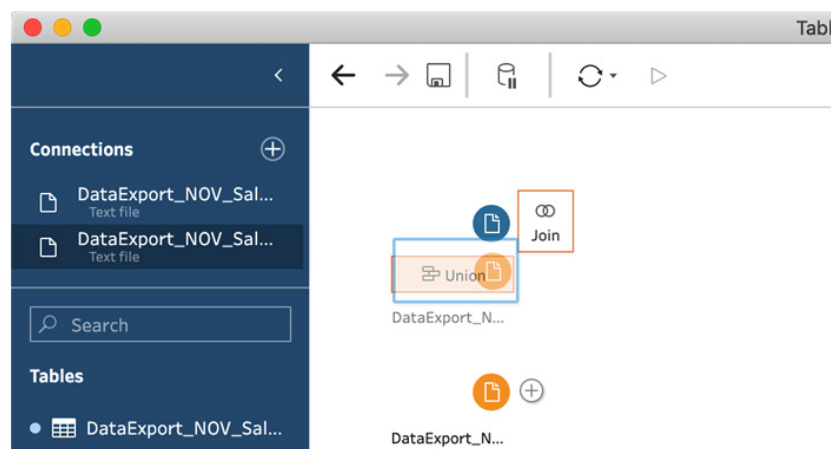 Tabl
Connections
DataExport_NOV_Sal...
Text file
DataExport_NOV_Sal...
Text file
Join
Union
DataExport_N...
Search
Tables
DataExport_N...
DataExport_NOV_Sal...